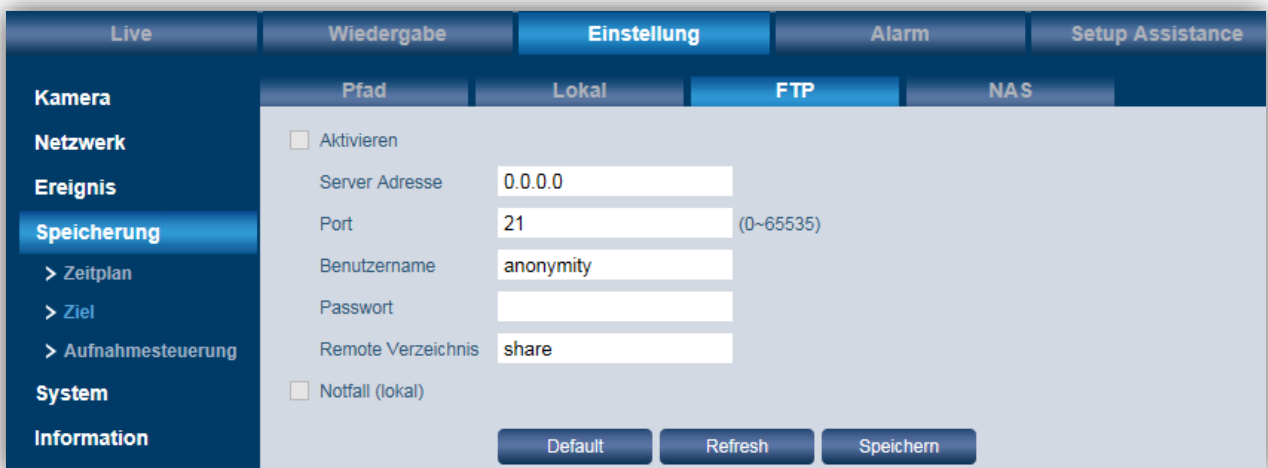 Live Wiedergabe Einstellung Alarm Setup Assistance
Pfad Lokal FTP NAS
Kamera
Netzwerk
Ereignis
Speicherung
> Zeitplan
> Ziel
> Aufnahmesteuerung
System
Information
Aktivieren
Server Adresse 0.0.0.0
Port 21 (0~65535)
Benutzername anonymity
Passwort
Remote Verzeichnis share
Notfall (lokal)
Default Refresh Speichern